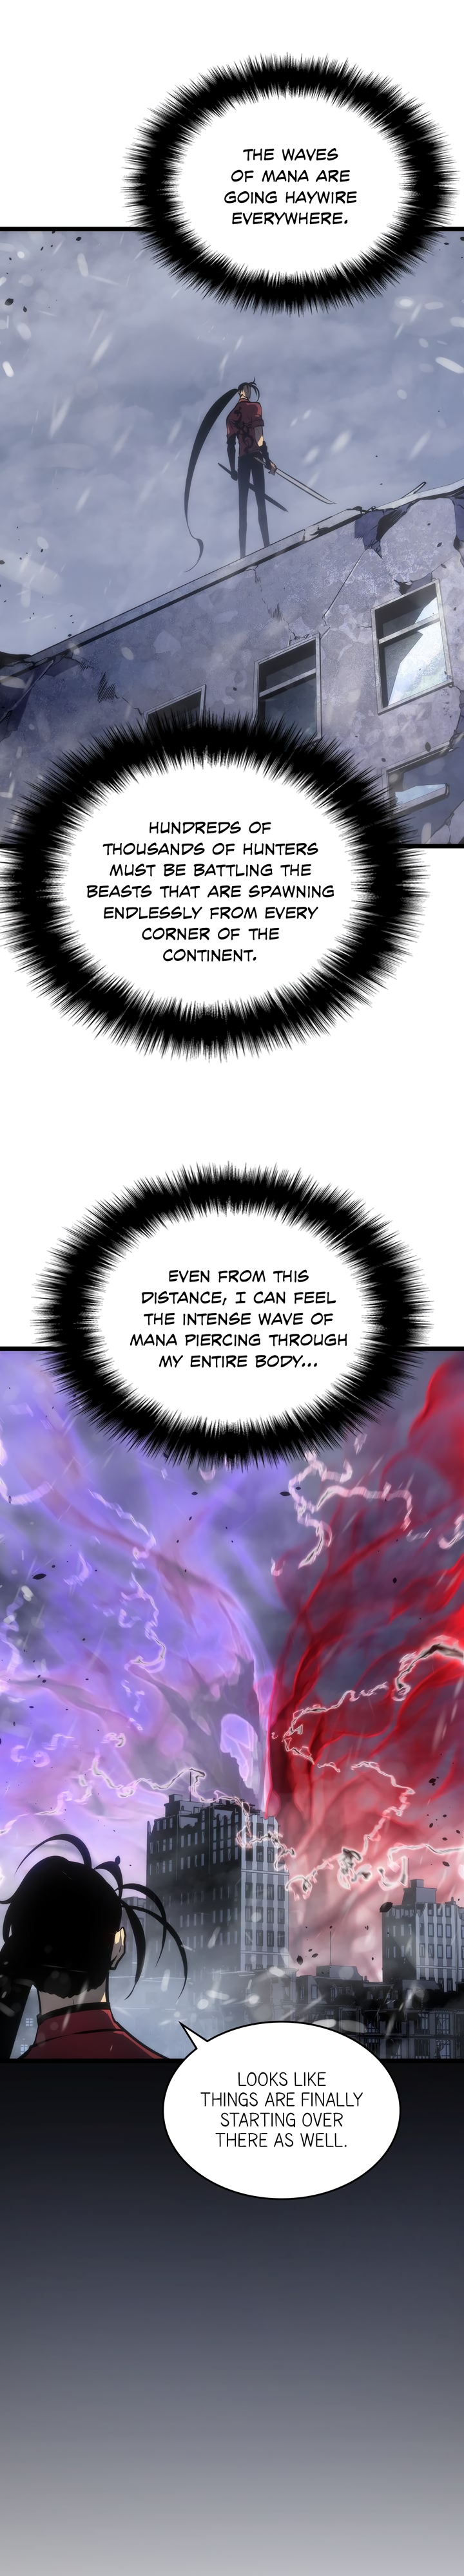 THE WAVES
OF MANA ARE
GOING HAYWIRE
EVERYWHERE.
HUNDREDS OF
THOUSANDS OF HUNTERS
MUST BE BATTLING THE
BEASTS THAT ARE SPAWNING
ENDLESSLY FROM EVERY
CORNER OF THE
CONTINENT.
EVEN FROM THIS
DISTANCE, I CAN FEEL
THE INTENSE WAVE OF
MANA PIERCING THROUGH
MY ENTIRE BODY...
LOOKS LIKE
THINGS ARE FINALLY
STARTING OVER
THERE AS WELL.